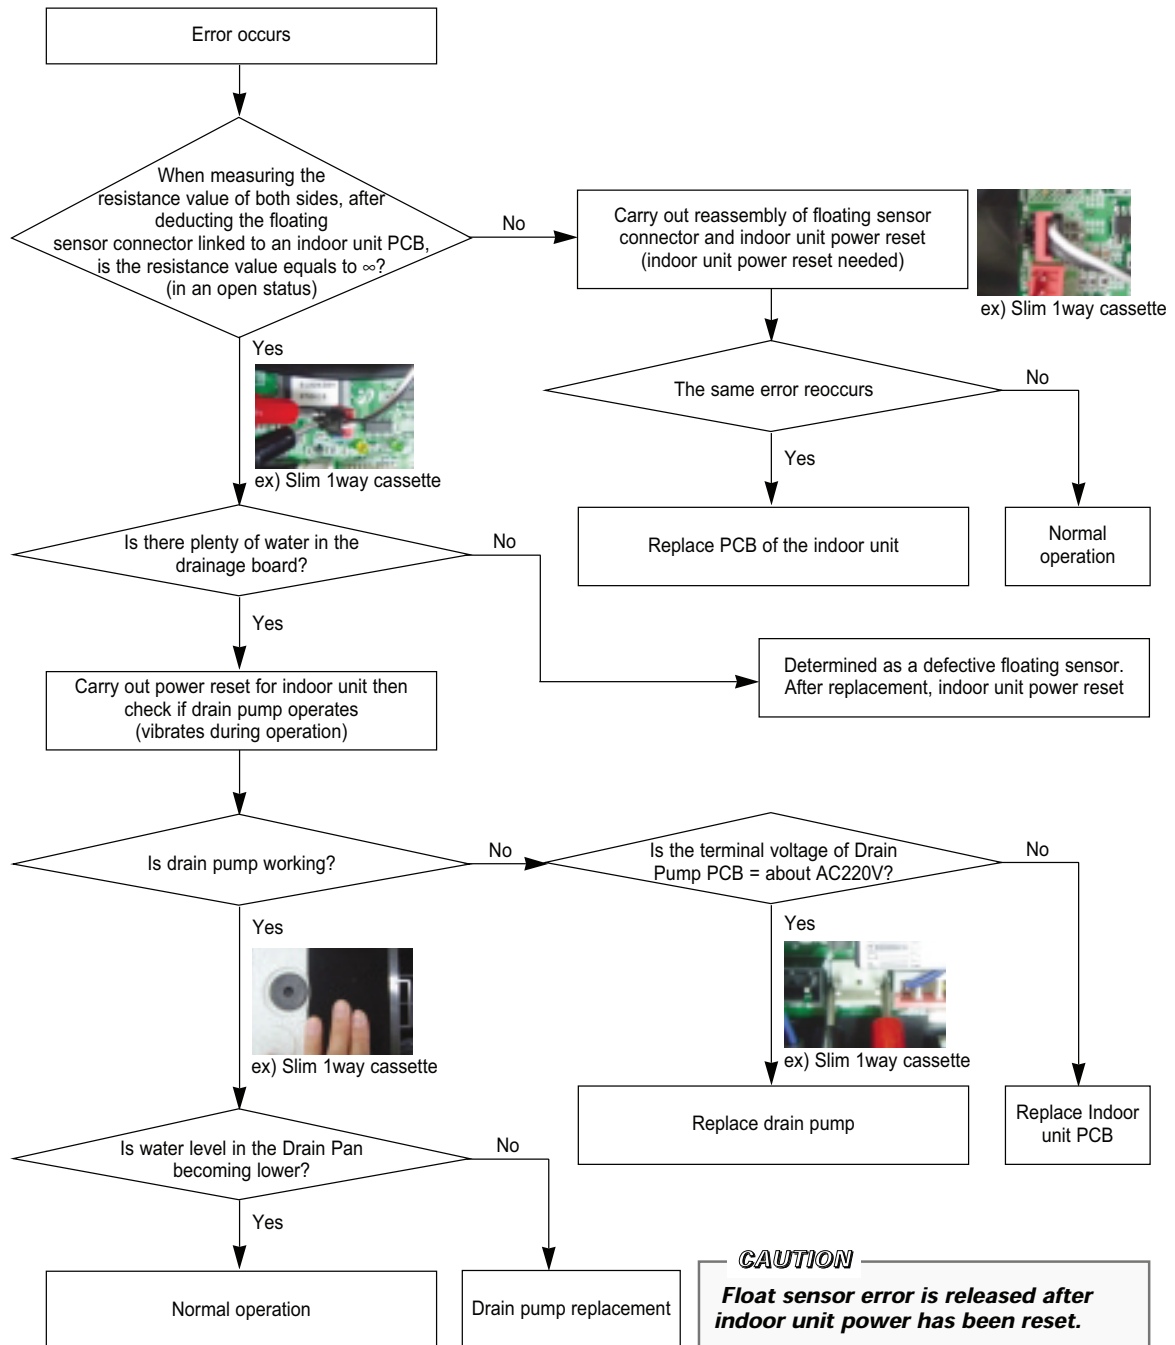 Error occurs
When measuring the
resistance value of both sides, after
deducting the floating
sensor connector linked to an indoor unit PCB,
is the resistance value equals to ∞?
(in an open status)
No
Carry out reassembly of floating sensor
connector and indoor unit power reset
(indoor unit power reset needed)
ex) Slim 1way cassette
Yes
ex) Slim 1way cassette
The same error reoccurs
No
Yes
Replace PCB of the indoor unit
Normal
operation
Is there plenty of water in the
drainage board?
No
Yes
Determined as a defective floating sensor.
After replacement, indoor unit power reset
Carry out power reset for indoor unit then
check if drain pump operates
(vibrates during operation)
Is drain pump working?
No
Is the terminal voltage of Drain
Pump PCB = about AC220V?
No
Yes
ex) Slim 1way cassette
Yes
ex) Slim 1way cassette
Replace drain pump
Replace Indoor
unit PCB
Is water level in the Drain Pan
becoming lower?
No
Yes
Normal operation
Drain pump replacement
CAUTION
Float sensor error is released after
indoor unit power has been reset.